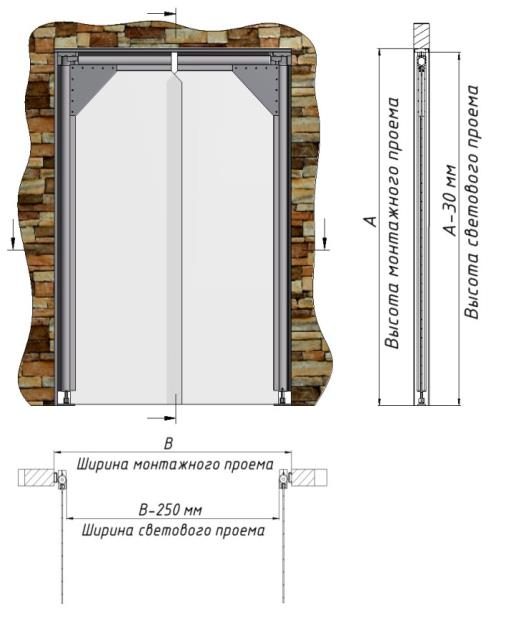 A
Высота монтажного проема
А-30 мм
Высота светового проема
В
Ширина монтажного проема
В-250 мм
Ширина светового проема